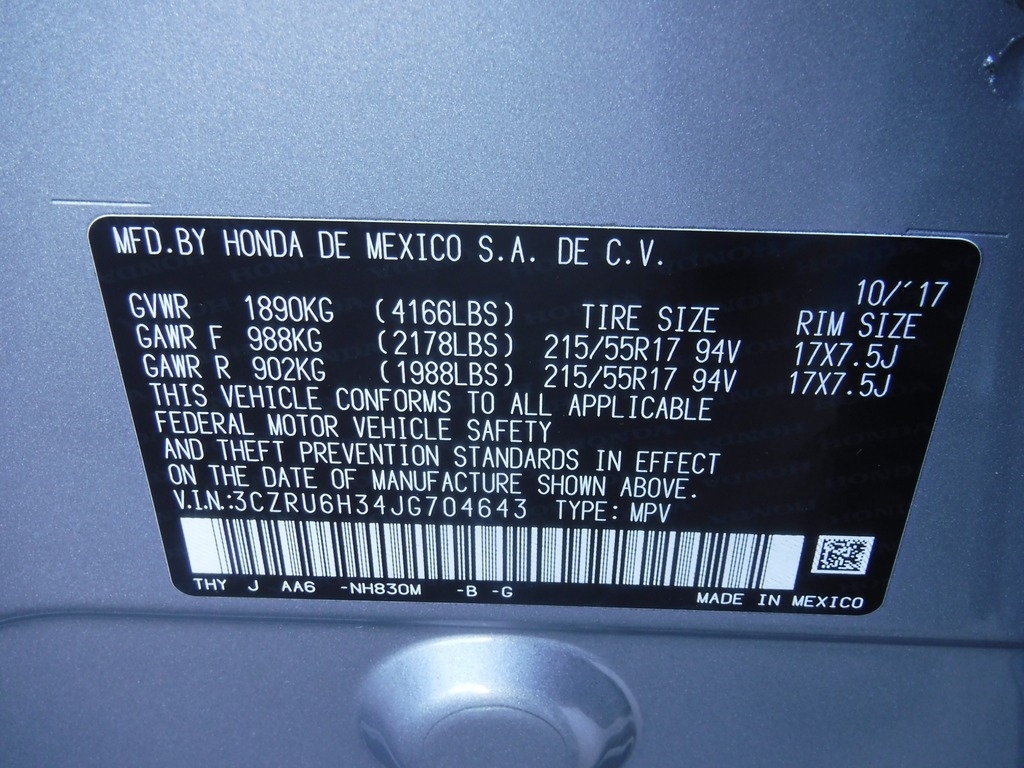 MFD.BY HONDA DE MEXICO S.A. DE C.V.
10/'17
GVWR 1890KG (4166LBS) TIRE SIZE RIM SIZE
GAWR F 988KG (2178LBS) 215/55R17 94V 17X7.5J
GAWR R 902KG (1988LBS) 215/55R17 94V 17X7.5J
THIS VEHICLE CONFORMS TO ALL APPLICABLE
FEDERAL MOTOR VEHICLE SAFETY
AND THEFT PREVENTION STANDARDS IN EFFECT
ON THE DATE OF MANUFACTURE SHOWN ABOVE.
V.I.N.:3CZRU6H34JG704643 TYPE: MPV
THY J AA6 -NH830M -B -G
MADE IN MEXICO